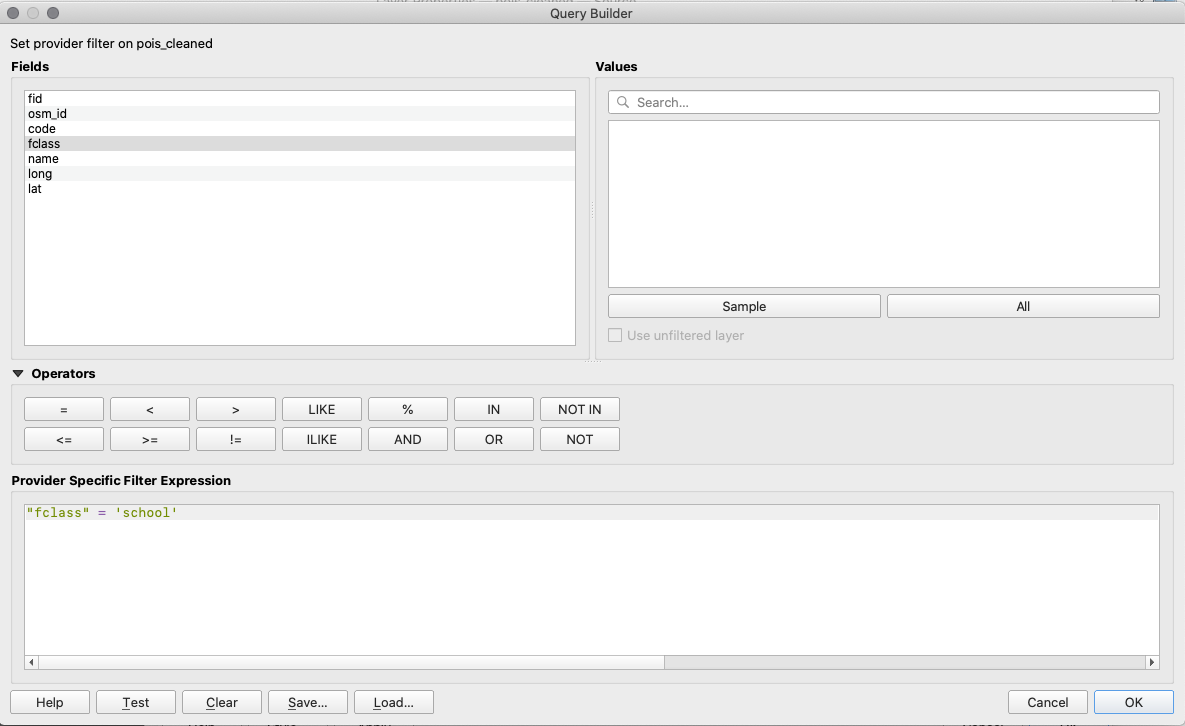 Query Builder
Set provider filter on pois_cleaned
Fields
Values
fid
osm_id
code
fclass
name
long
lat
Search...
Sample
All
Use unfiltered layer
Operators
= < > LIKE % IN NOT IN
<= >= != ILIKE AND OR NOT
Provider Specific Filter Expression
"fclass" = 'school'
Help Test Clear Save... Load... Cancel OK